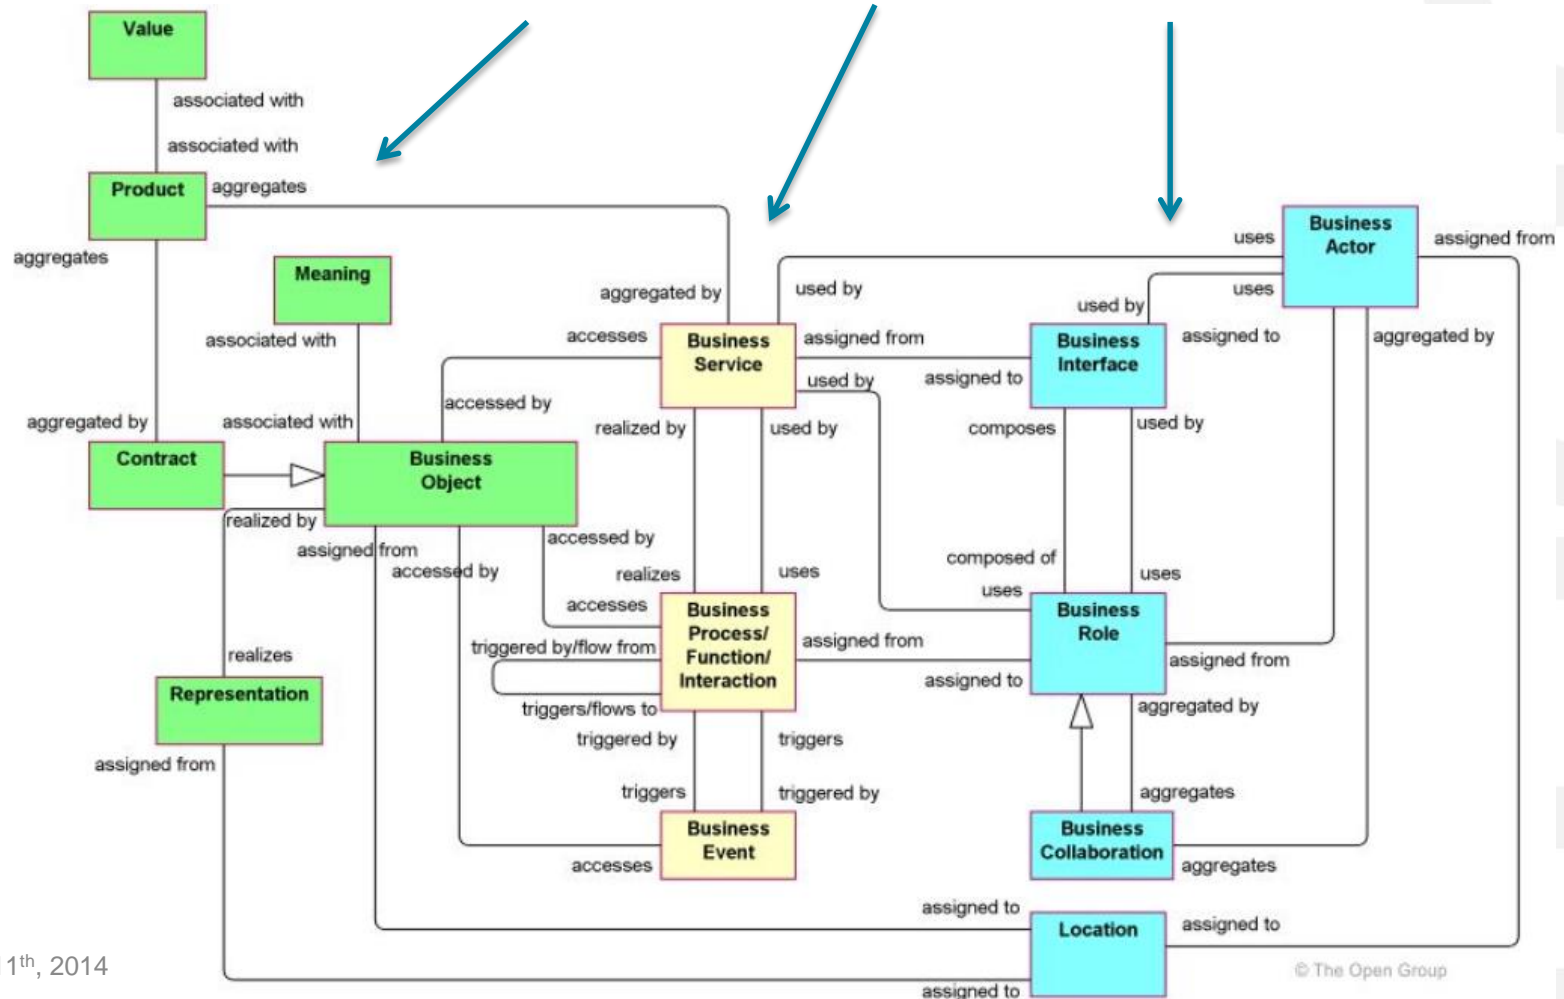 Value
associated with
associated with
Product
aggregates
aggregates
Meaning
associated with
aggregated by
associated with
Contract
Business
Object
accesses
accessed by
aggregated by
used by
Business
Service
assigned from
used by
assigned to
Business
Interface
used by
uses
uses
Business
Actor
assigned from
assigned to
aggregated by
realized by
used by
composes
used by
realized by
assigned from
accessed by
accessed by
accesses
realizes
uses
composed of
uses
uses
Business
Process/
Function/
Interaction
triggered by/flow from
triggers/flows to
assigned from
assigned to
Business
Role
assigned from
realizes
Representation
assigned from
triggered by
triggers
triggers
triggered by
Business
Event
accesses
aggregated by
aggregates
Business
Collaboration
aggregates
assigned to
Location
assigned to
assigned to
1th, 2014
© The Open Group